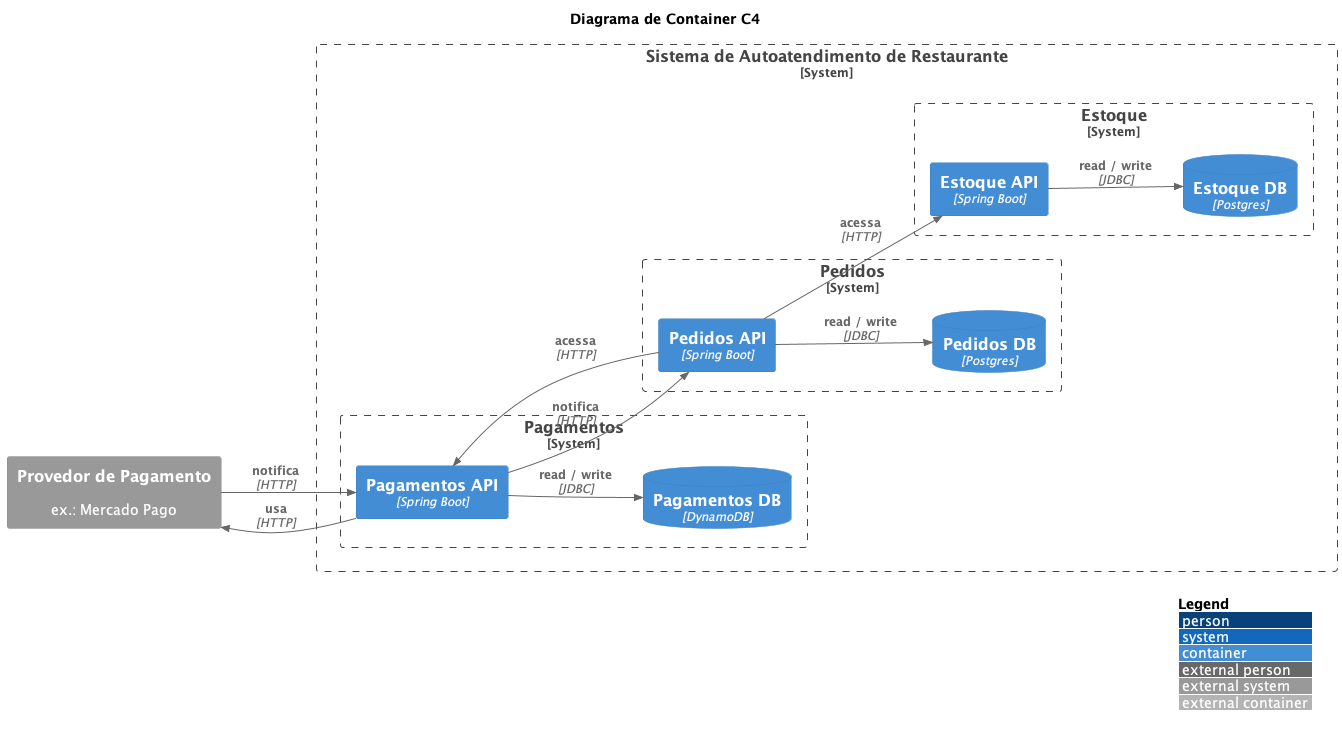 Diagrama de Container C4
Sistema de Autoatendimento de Restaurante
[System]
Estoque
[System]
Estoque API
[Spring Boot]
read / write
[JDBC]
Estoque DB
[Postgres]
acessa
[HTTP]
Pedidos
[System]
Pedidos API
[Spring Boot]
read / write
[JDBC]
Pedidos DB
[Postgres]
acessa
[HTTP]
notifica
[HTTP]
Pagamentos
[System]
Pagamentos API
[Spring Boot]
read / write
[JDBC]
Pagamentos DB
[DynamoDB]
Provedor de Pagamento
ex.: Mercado Pago
notifica
[HTTP]
usa
[HTTP]
Legend
person
system
container
external person
external system
external container